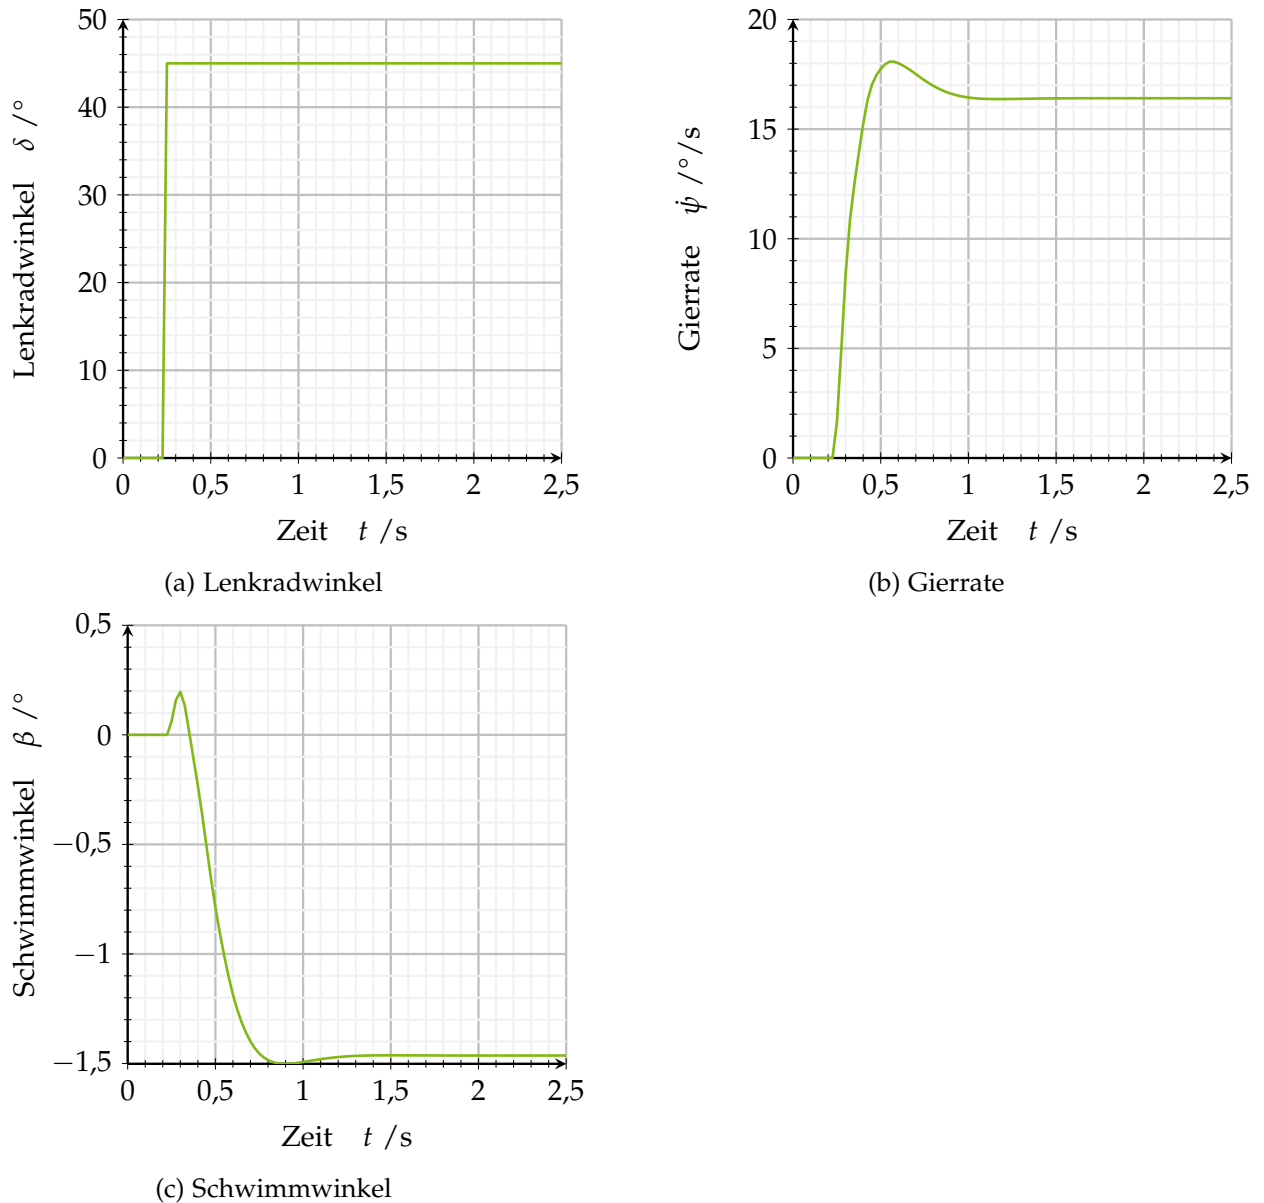 50
40
30
20
10
0
0 0,5 1 1,5 2 2,5
Lenkradwinkel δ /°
Zeit t /s
(a) Lenkradwinkel
20
15
10
5
0
0 0,5 1 1,5 2 2,5
Gierrate ψ̇ /°/s
Zeit t /s
(b) Gierrate
0,5
0
−0,5
−1
−1,5
0 0,5 1 1,5 2 2,5
Schwimmwinkel β /°
Zeit t /s
(c) Schwimmwinkel